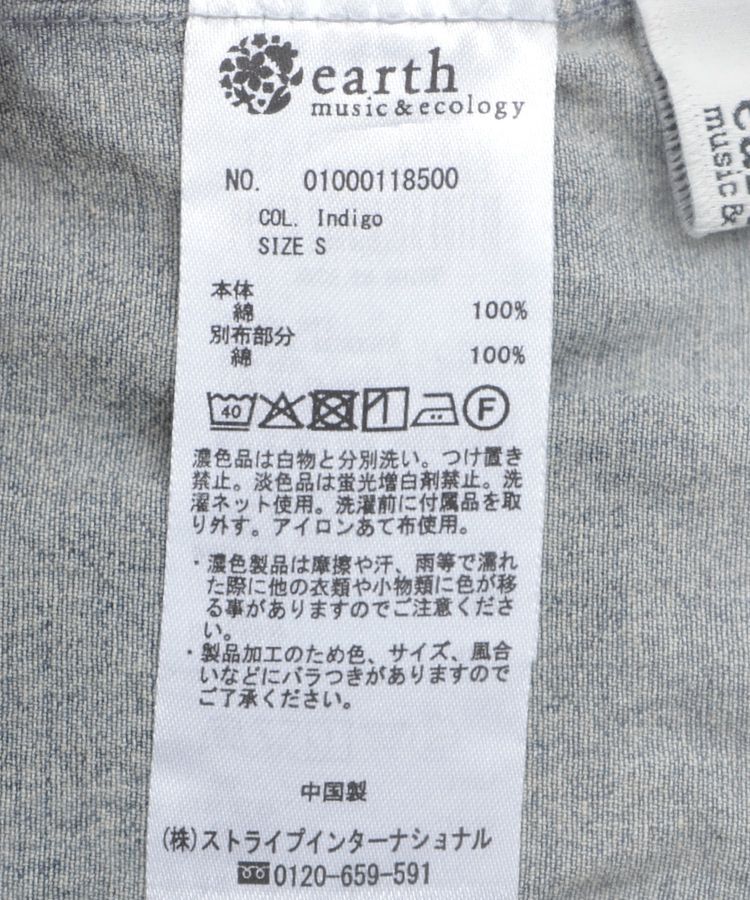 earth
music&ecology
NO. 01000118500
COL. Indigo
SIZE S
本体
綿 100%
別布部分
綿 100%
40 F
濃色品は白物と分別洗い。つけ置き
禁止。淡色品は蛍光増白剤禁止。洗
濯ネット使用。洗濯前に付属品を取
り外す。アイロンあて布使用。
・濃色製品は摩擦や汗、雨等で濡れ
た際に他の衣類や小物類に色が移
る事がありますのでご注意くださ
い。
・製品加工のため色、サイズ、風合
いなどにバラつきがありますので
ご了承ください。
中国製
(株)ストライプインターナショナル
0120-659-591
music &